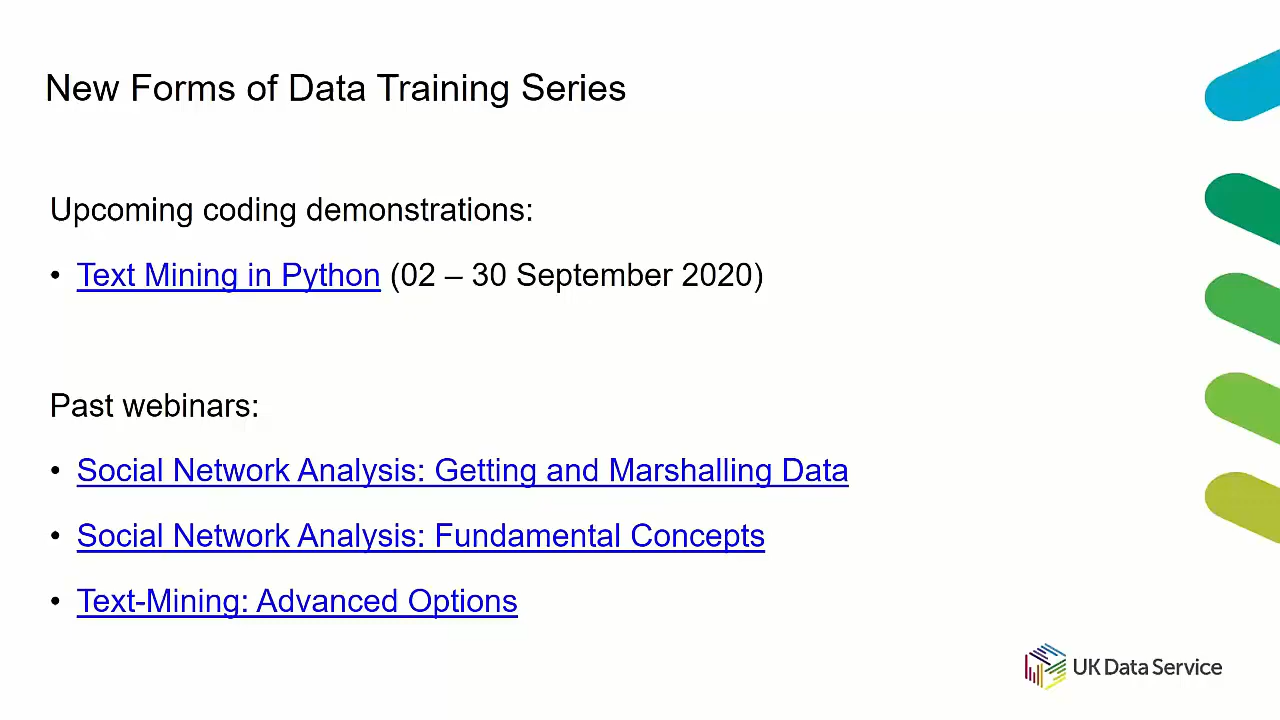 New Forms of Data Training Series
Upcoming coding demonstrations:
• Text Mining in Python (02 – 30 September 2020)
Past webinars:
• Social Network Analysis: Getting and Marshalling Data
• Social Network Analysis: Fundamental Concepts
• Text-Mining: Advanced Options
UK Data Service